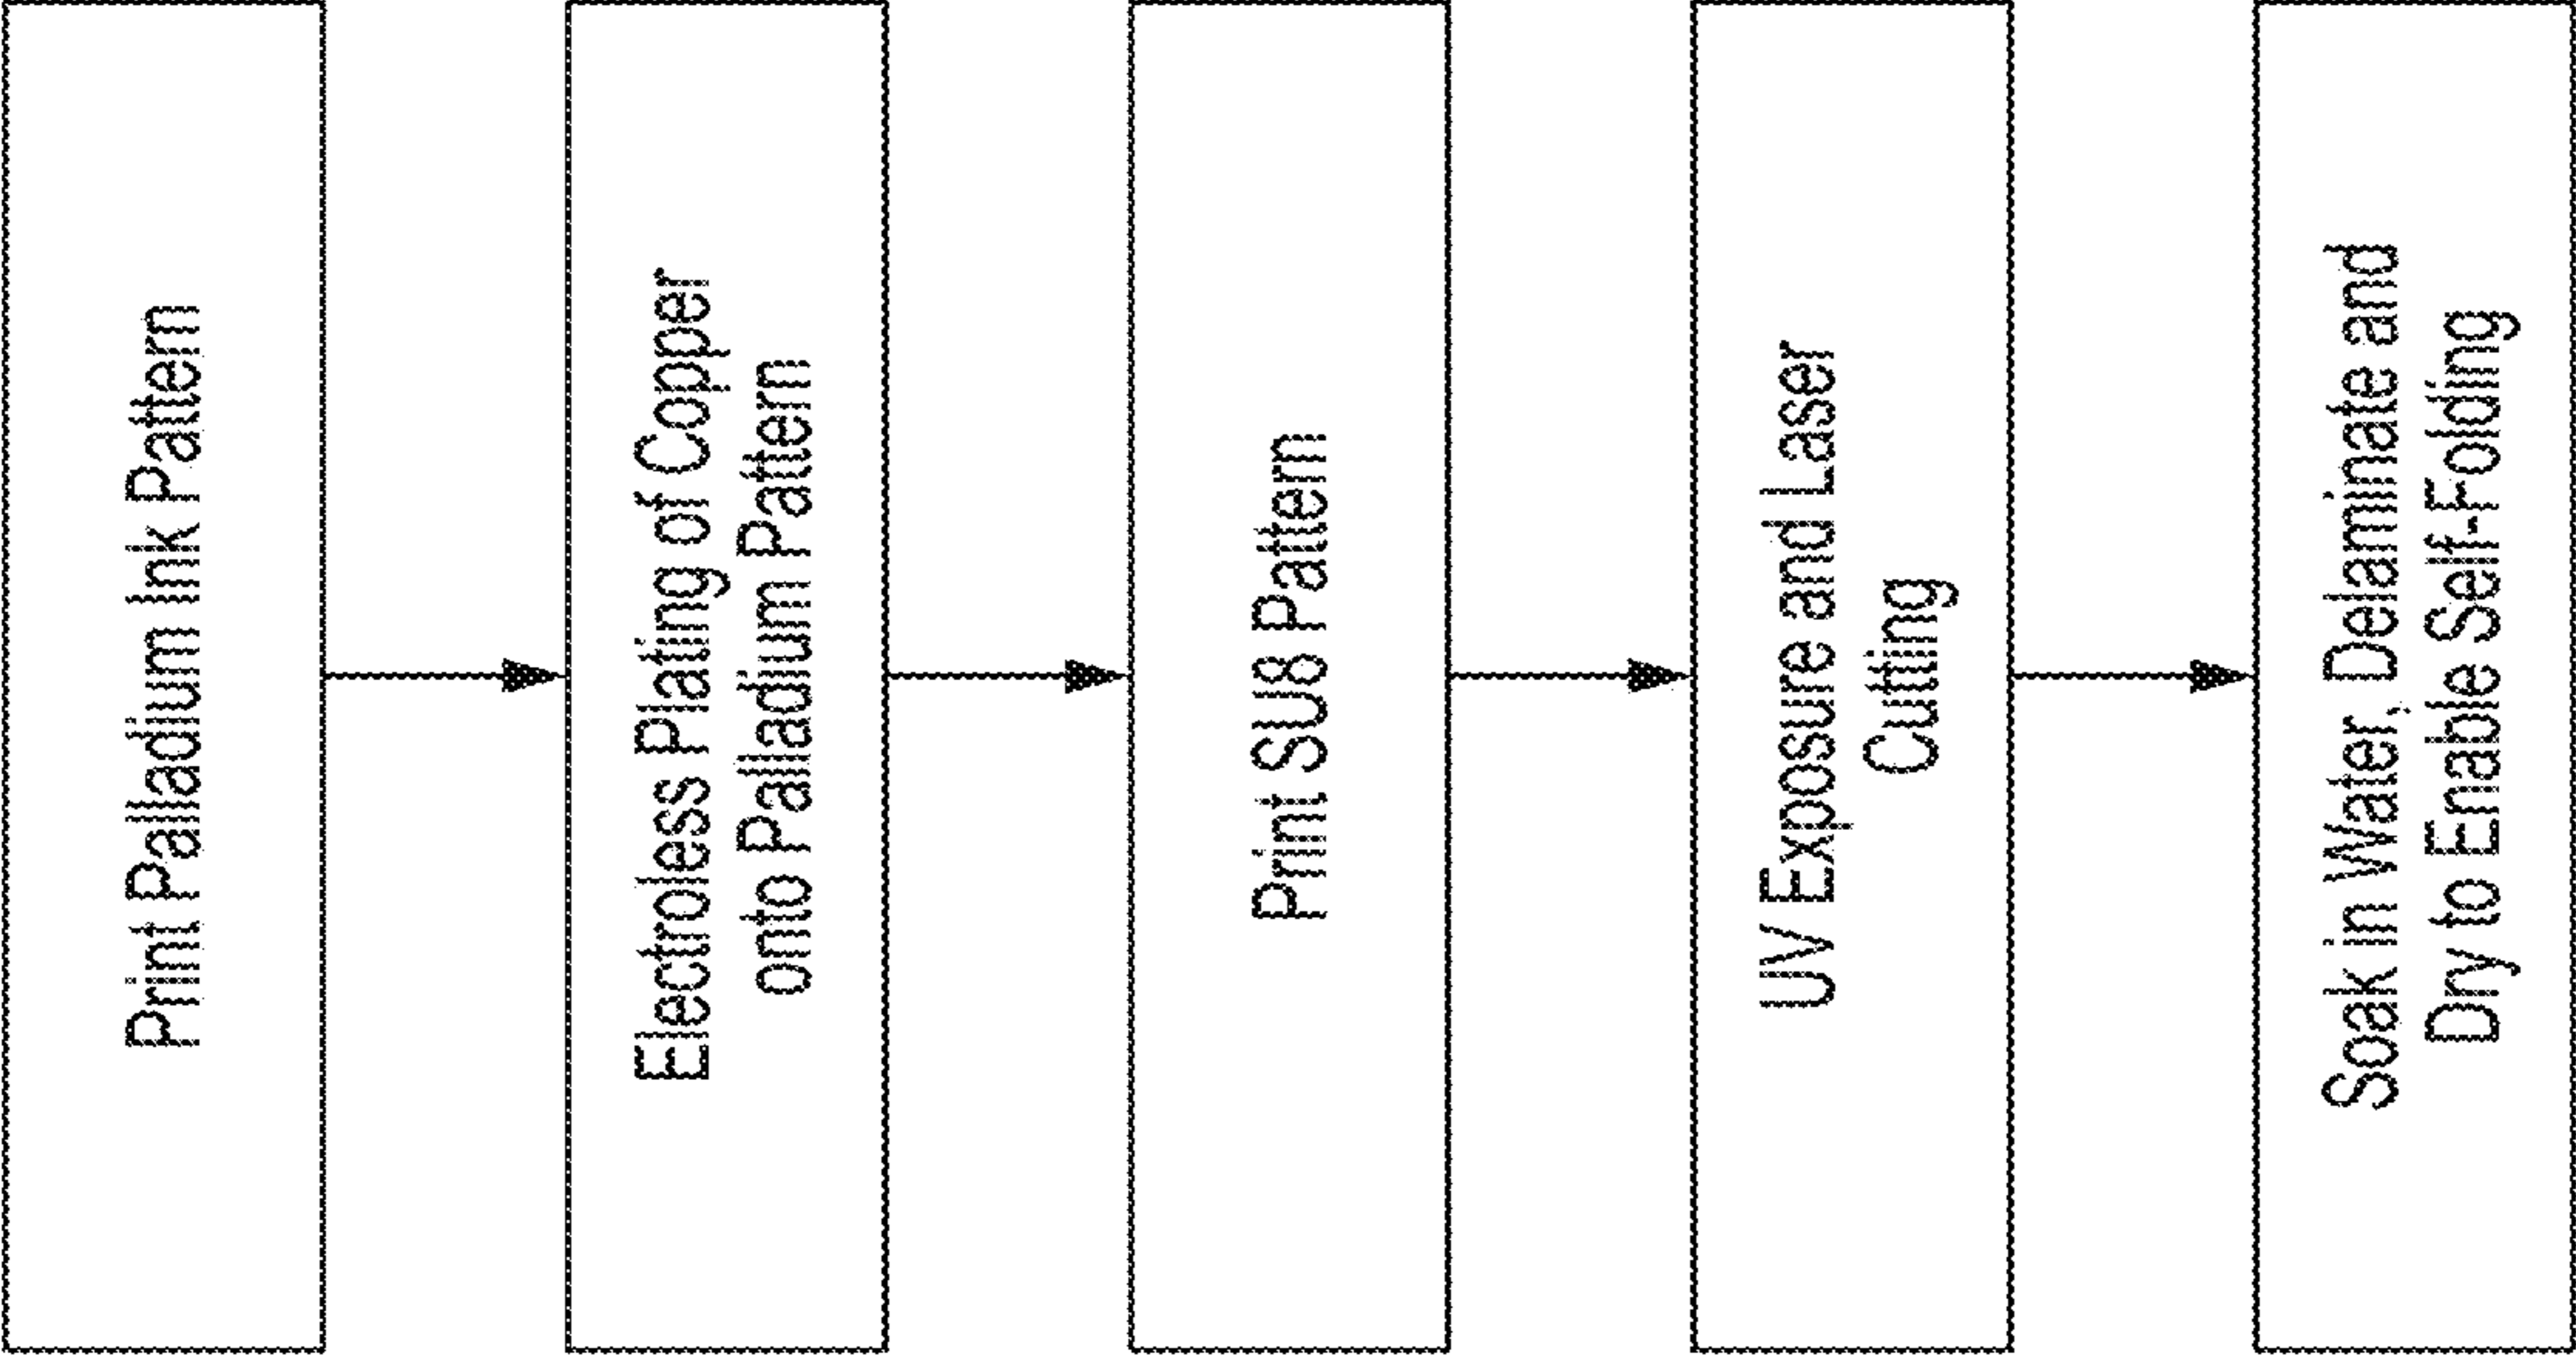 Print Palladium Ink Pattern
Electroless Plating of Copper
onto Palladium Pattern
Print SU8 Pattern
UV Exposure and Laser
Cutting
Soak in Water, Delaminate and
Dry to Enable Self-Folding